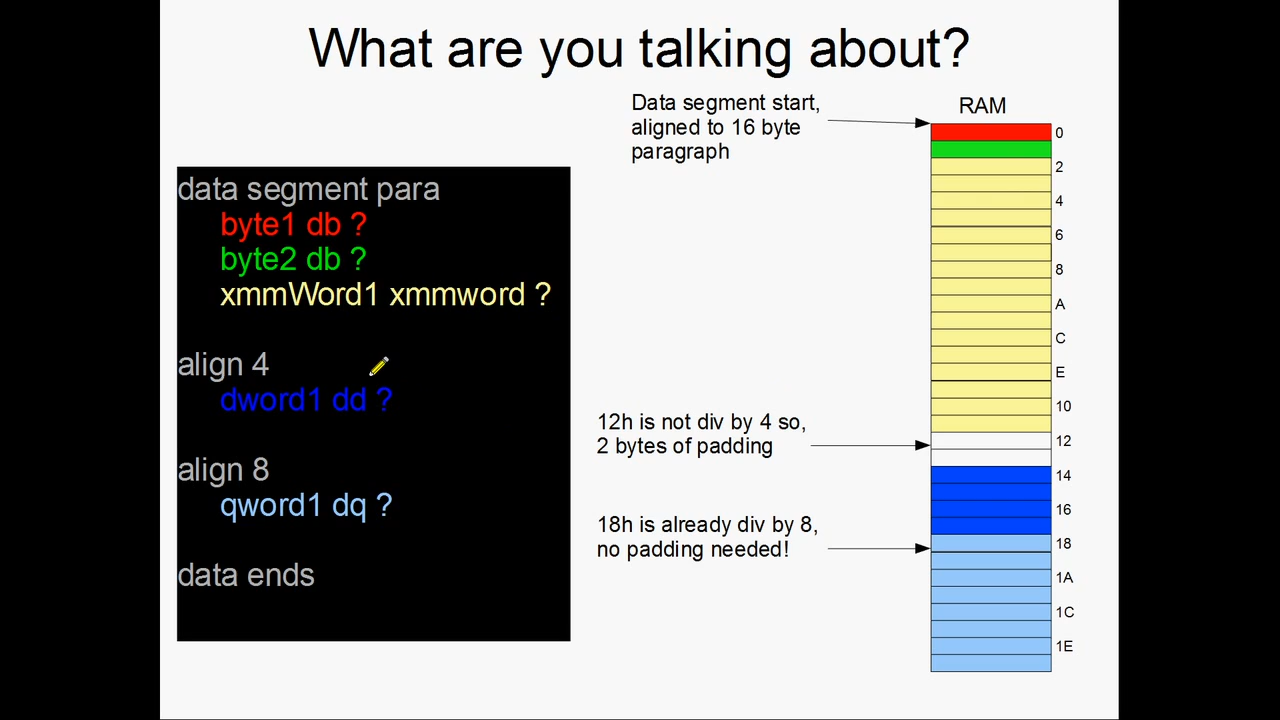 What are you talking about?
Data segment start,
aligned to 16 byte
paragraph
RAM
data segment para
byte1 db ?
byte2 db ?
xmmWord1 xmmword ?
align 4
dword1 dd ?
align 8
qword1 dq ?
data ends
12h is not div by 4 so,
2 bytes of padding
18h is already div by 8,
no padding needed!
0
2
4
6
8
A
C
E
10
12
14
16
18
1A
1C
1E